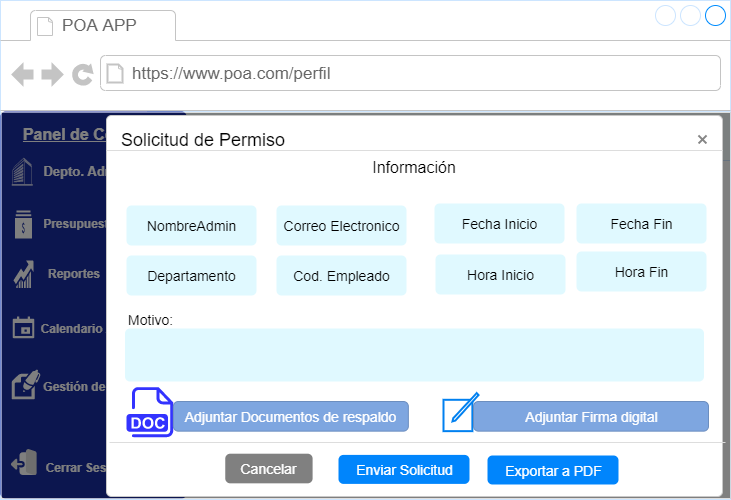 POA APP
https://www.poa.com/perfil
Panel de C
Solicitud de Permiso ×
Información
Depto. Ad
Presupuest
Reportes
Calendario
Gestión de
Cerrar Ses
NombreAdmin Correo Electronico Fecha Inicio Fecha Fin
Departamento Cod. Empleado Hora Inicio Hora Fin
Motivo:
DOC Adjuntar Documentos de respaldo Adjuntar Firma digital
Cancelar Enviar Solicitud Exportar a PDF